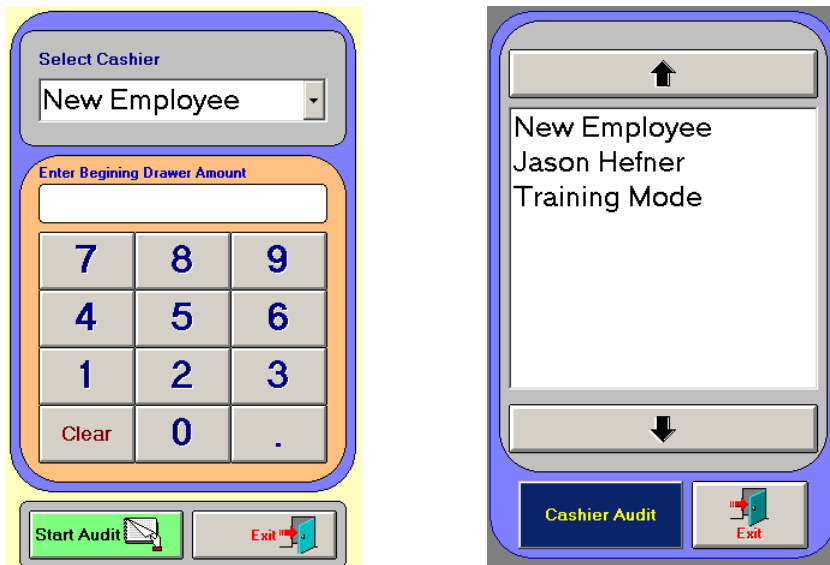 Select Cashier
New Employee
Enter Begining Drawer Amount
7 8 9
4 5 6
1 2 3
Clear 0 .
Start Audit Exit
New Employee
Jason Hefner
Training Mode
Cashier Audit Exit